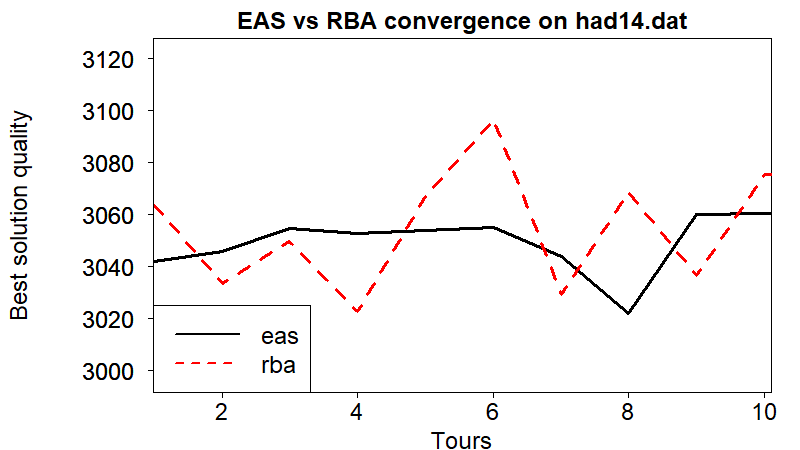 EAS vs RBA convergence on had14.dat
Best solution quality
3120
3100
3080
3060
3040
3020
3000
eas
rba
2 4 6 8 10
Tours